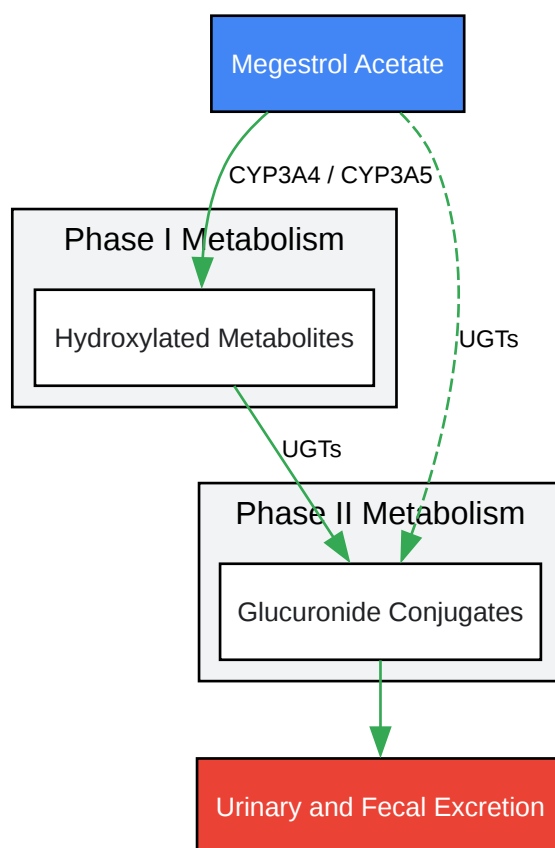 Megestrol Acetate
CYP3A4 / CYP3A5
Phase I Metabolism
Hydroxylated Metabolites
UGTs
UGTs
Phase II Metabolism
Glucuronide Conjugates
Urinary and Fecal Excretion